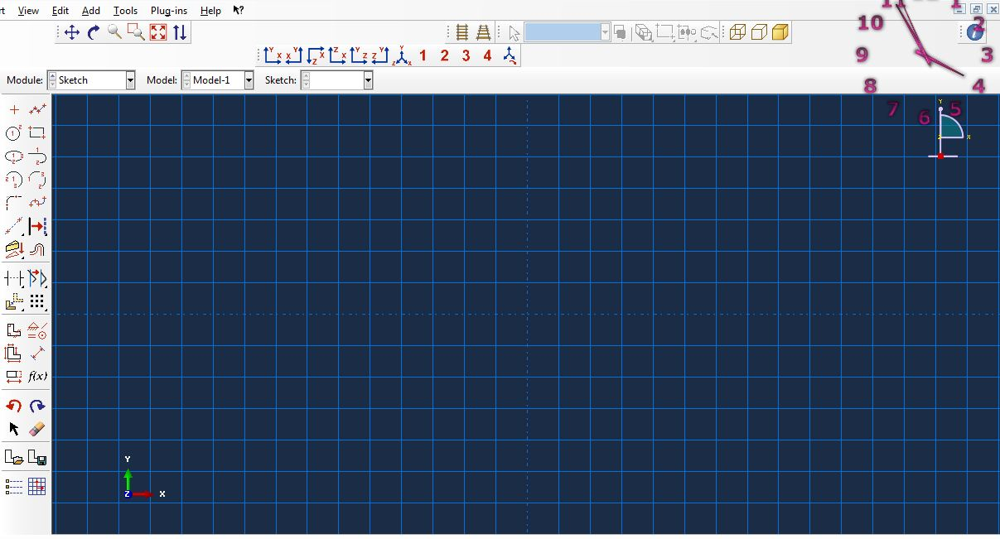 View Edit Add Tools Plug-ins Help
1 2 3 4
Module: Sketch Model: Model-1 Sketch:
f(x)
11 1
10 2
9 3
8 4
7 6 5
Y
Z X
Y
Z X